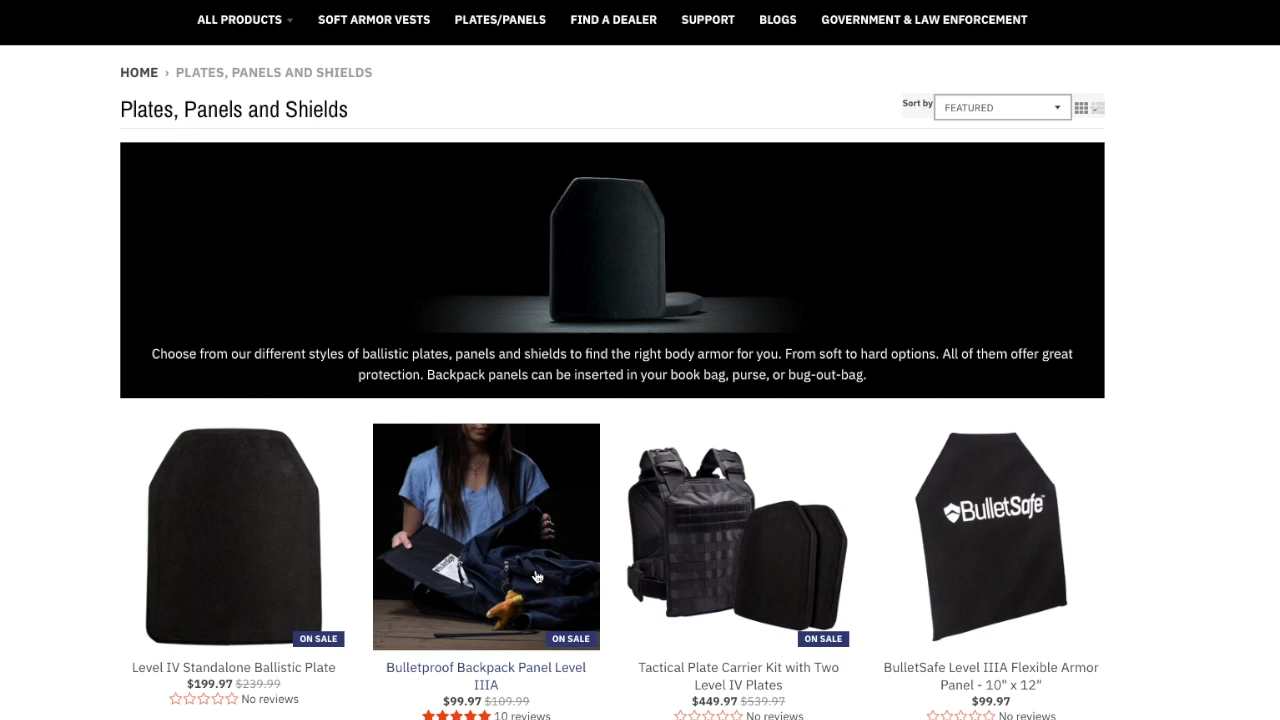 ALL PRODUCTS SOFT ARMOR VESTS PLATES/PANELS FIND A DEALER SUPPORT BLOGS GOVERNMENT & LAW ENFORCEMENT
HOME › PLATES, PANELS AND SHIELDS
Plates, Panels and Shields
Sort by FEATURED
Choose from our different styles of ballistic plates, panels and shields to find the right body armor for you. From soft to hard options. All of them offer great
protection. Backpack panels can be inserted in your book bag, purse, or bug-out-bag.
BulletSafe™
ON SALE
ON SALE
ON SALE
Level IV Standalone Ballistic Plate
$199.97 $239.99
No reviews
Bulletproof Backpack Panel Level
IIIA
$99.97 $109.99
10 reviews
Tactical Plate Carrier Kit with Two
Level IV Plates
$449.97 $539.97
No reviews
BulletSafe Level IIIA Flexible Armor
Panel - 10" x 12"
$99.97
No reviews